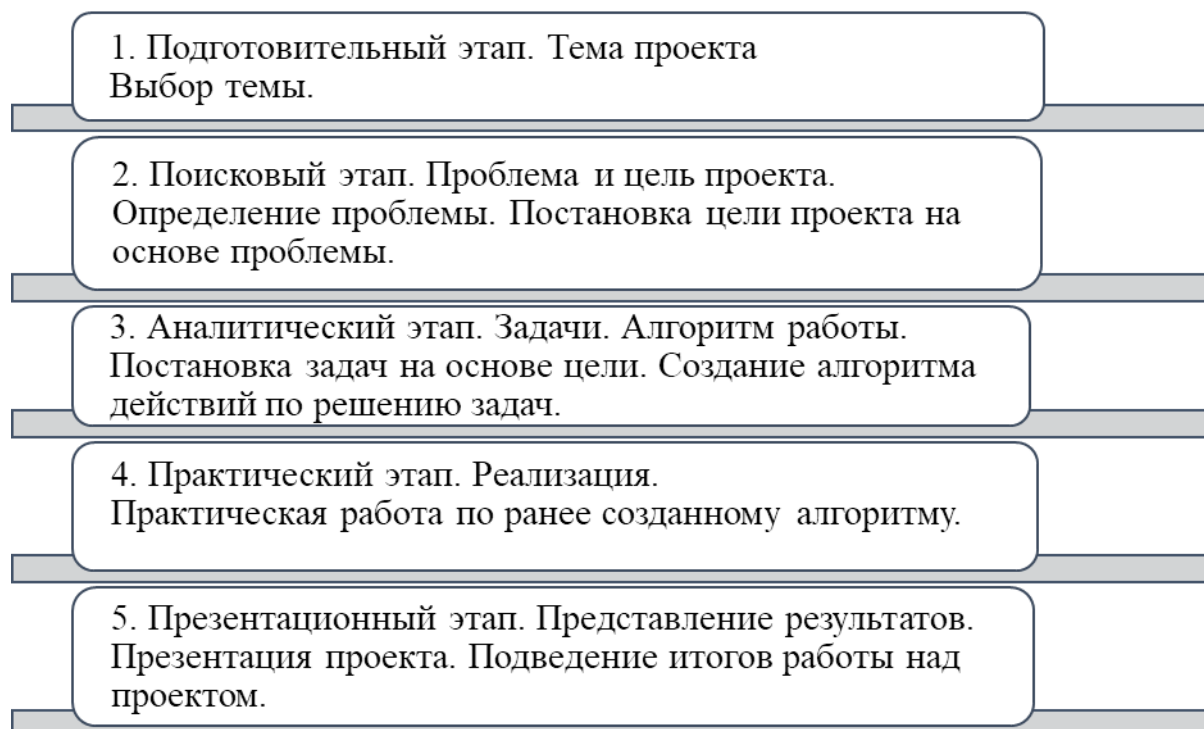 1. Подготовительный этап. Тема проекта
Выбор темы.
2. Поисковый этап. Проблема и цель проекта.
Определение проблемы. Постановка цели проекта на
основе проблемы.
3. Аналитический этап. Задачи. Алгоритм работы.
Постановка задач на основе цели. Создание алгоритма
действий по решению задач.
4. Практический этап. Реализация.
Практическая работа по ранее созданному алгоритму.
5. Презентационный этап. Представление результатов.
Презентация проекта. Подведение итогов работы над
проектом.